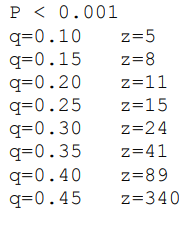 P < 0.001
q=0.10    z=5
q=0.15    z=8
q=0.20    z=11
q=0.25    z=15
q=0.30    z=24
q=0.35    z=41
q=0.40    z=89
q=0.45    z=340